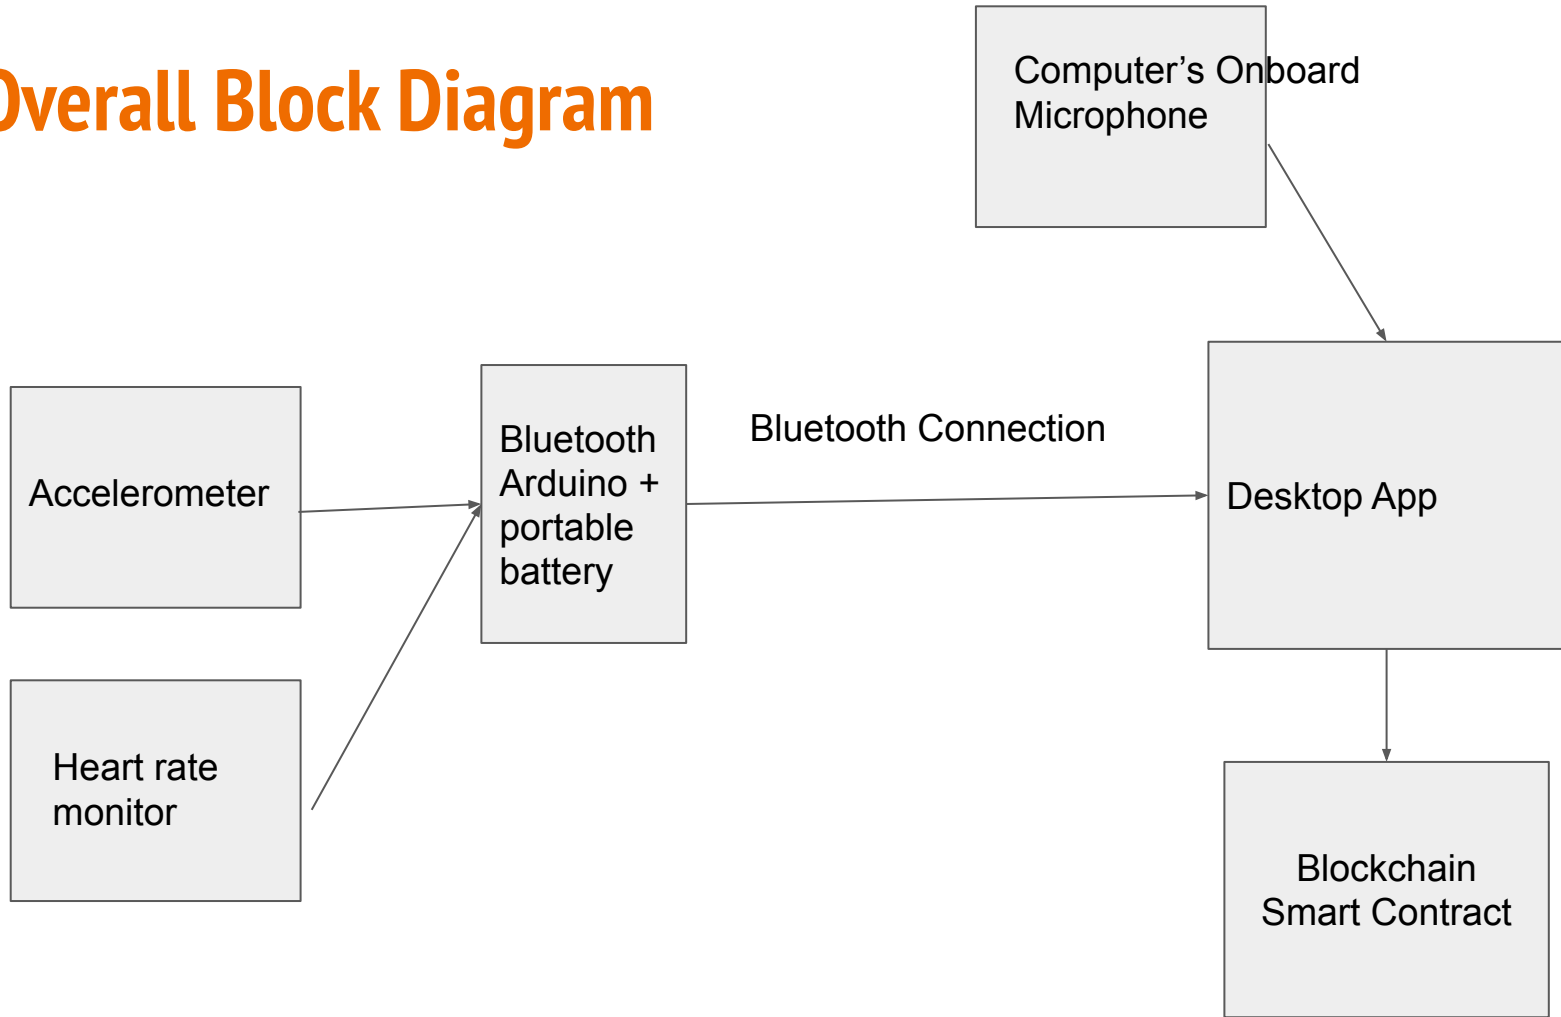 Overall Block Diagram
Computer's Onboard
Microphone
Accelerometer
Bluetooth
Arduino +
portable
battery
Bluetooth Connection
Desktop App
Heart rate
monitor
Blockchain
Smart Contract